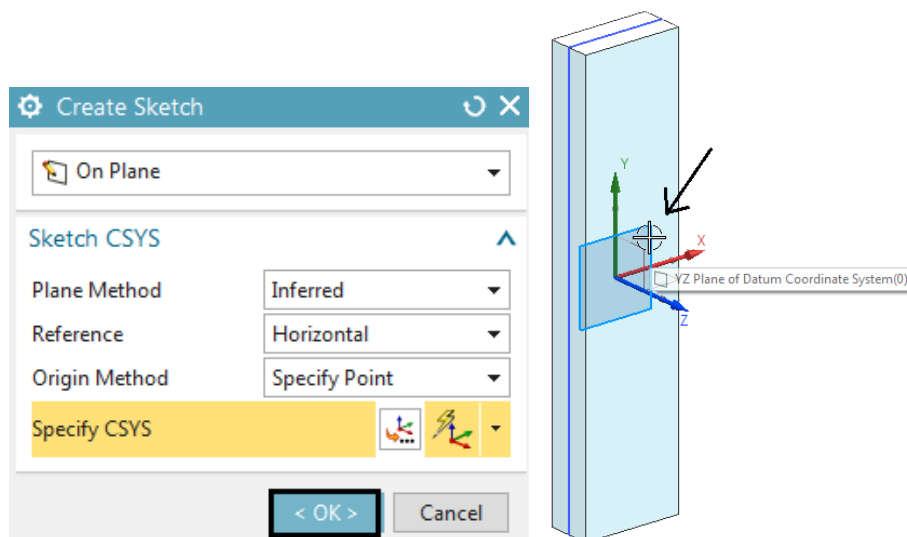 Create Sketch
On Plane
Sketch CSYS
Plane Method Inferred
Reference Horizontal
Origin Method Specify Point
Specify CSYS
< OK > Cancel
Y
X
YZ Plane of Datum Coordinate System(0)
Z